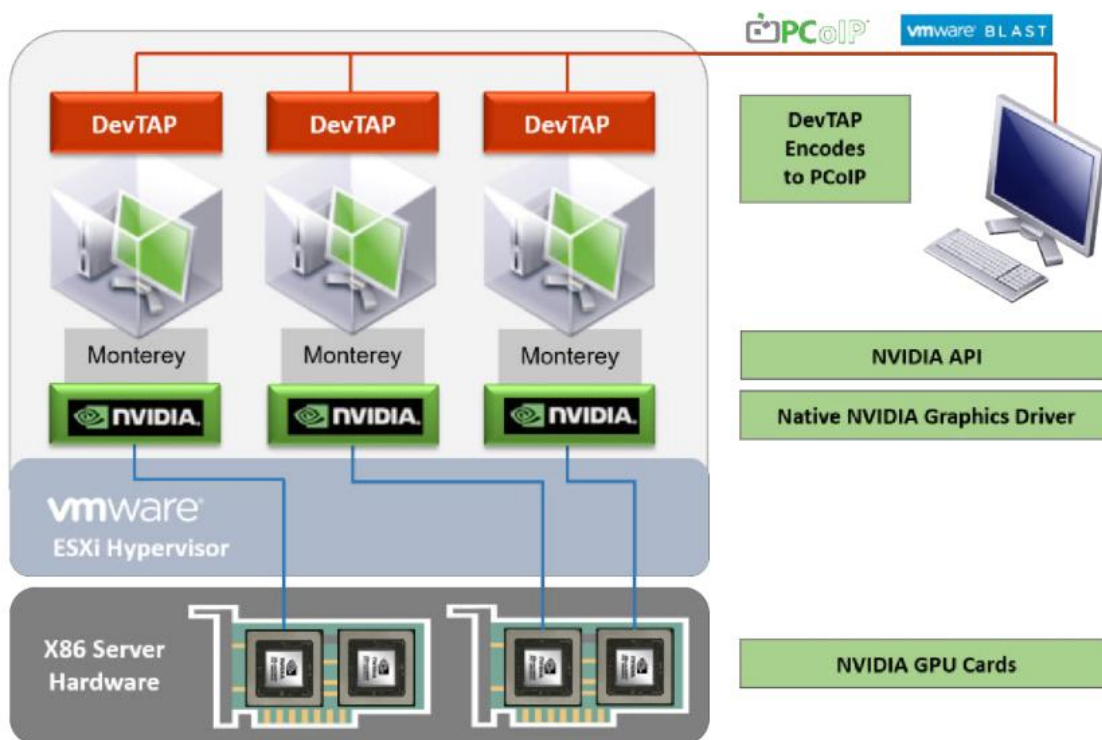 PCoIP
vmware BLAST
DevTAP
DevTAP
DevTAP
DevTAP
Encodes
to PCoIP
Monterey
Monterey
Monterey
NVIDIA API
NVIDIA.
NVIDIA.
NVIDIA.
Native NVIDIA Graphics Driver
vmware
ESXi Hypervisor
X86 Server
Hardware
NVIDIA GPU Cards